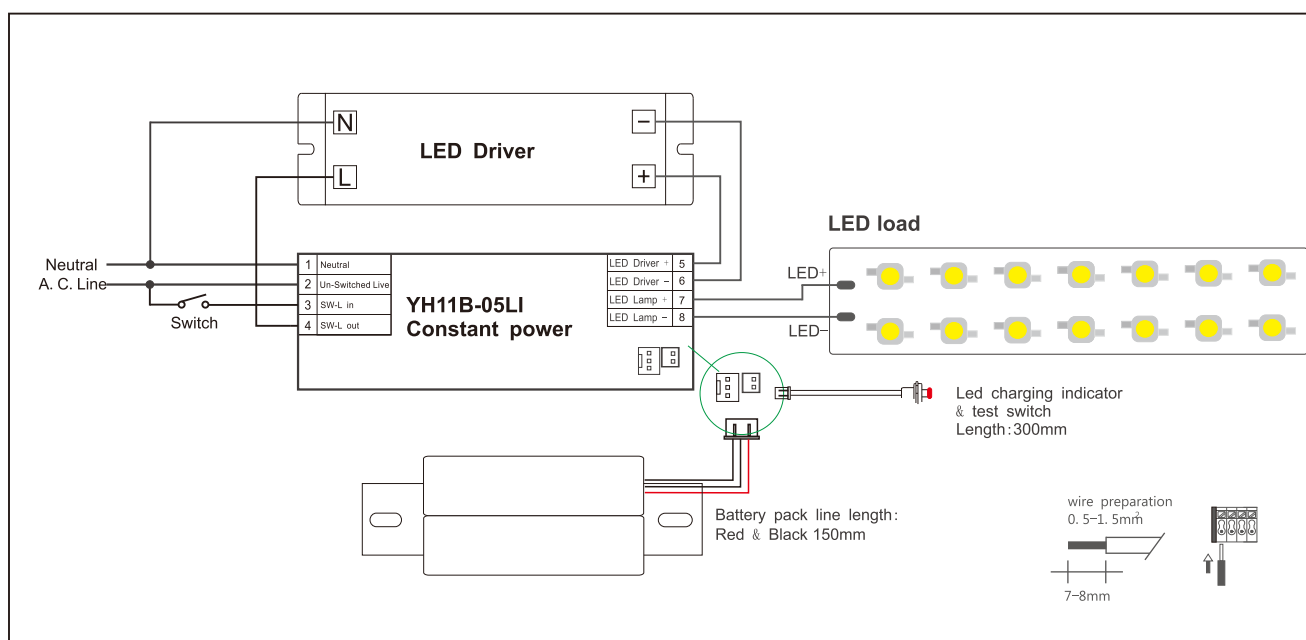 N
LED Driver
−
L
+
LED load
Neutral
A. C. Line
Switch
1 Neutral
2 Un-Switched Live
3 SW-L in
4 SW-L out
YH11B-05LI
Constant power
LED Driver + 5
LED Driver − 6
LED Lamp + 7
LED Lamp − 8
LED+
LED−
Led charging indicator
& test switch
Length:300mm
Battery pack line length:
Red & Black 150mm
wire preparation
0. 5−1. 5mm²
7−8mm